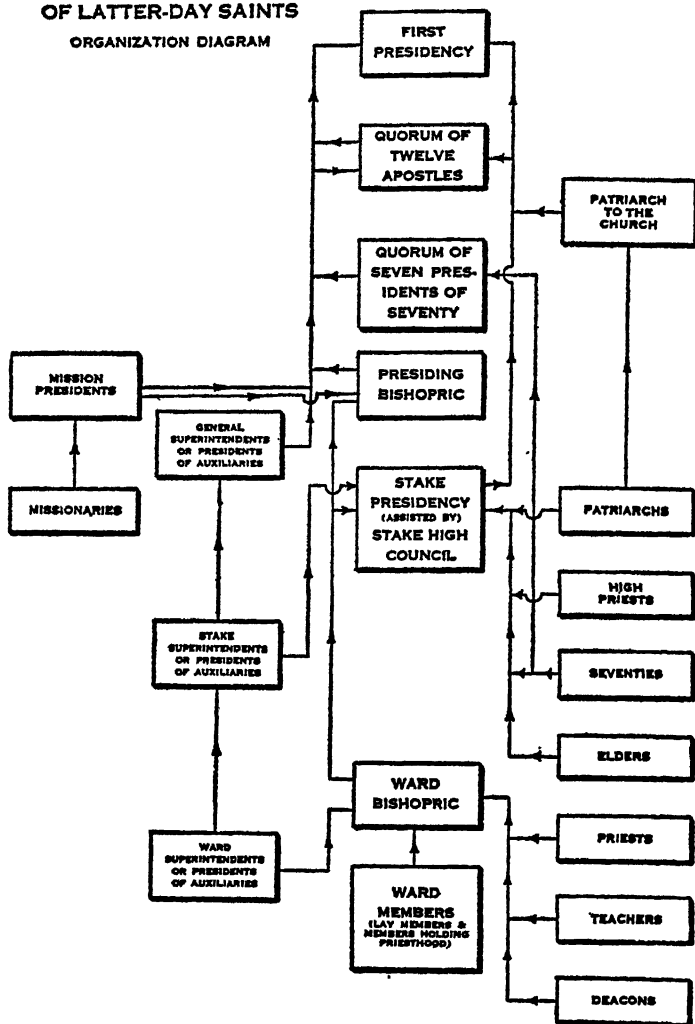 OF LATTER-DAY SAINTS
ORGANIZATION DIAGRAM
FIRST
PRESIDENCY
QUORUM OF
TWELVE
APOSTLES
PATRIARCH
TO THE
CHURCH
QUORUM OF
SEVEN PRES-
IDENTS OF
SEVENTY
MISSION
PRESIDENTS
PRESIDING
BISHOPRIC
GENERAL
SUPERINTENDENTS
OR PRESIDENTS
OF AUXILIARIES
MISSIONARIES
STAKE
PRESIDENCY
(ASSISTED BY)
STAKE HIGH
COUNCIL
PATRIARCHS
HIGH
PRIESTS
STAKE
SUPERINTENDENTS
OR PRESIDENTS
OF AUXILIARIES
SEVENTIES
ELDERS
WARD
BISHOPRIC
PRIESTS
WARD
SUPERINTENDENTS
OR PRESIDENTS
OF AUXILIARIES
WARD
MEMBERS
(LAY MEMBERS &
MEMBERS HOLDING
PRIESTHOOD)
TEACHERS
DEACONS